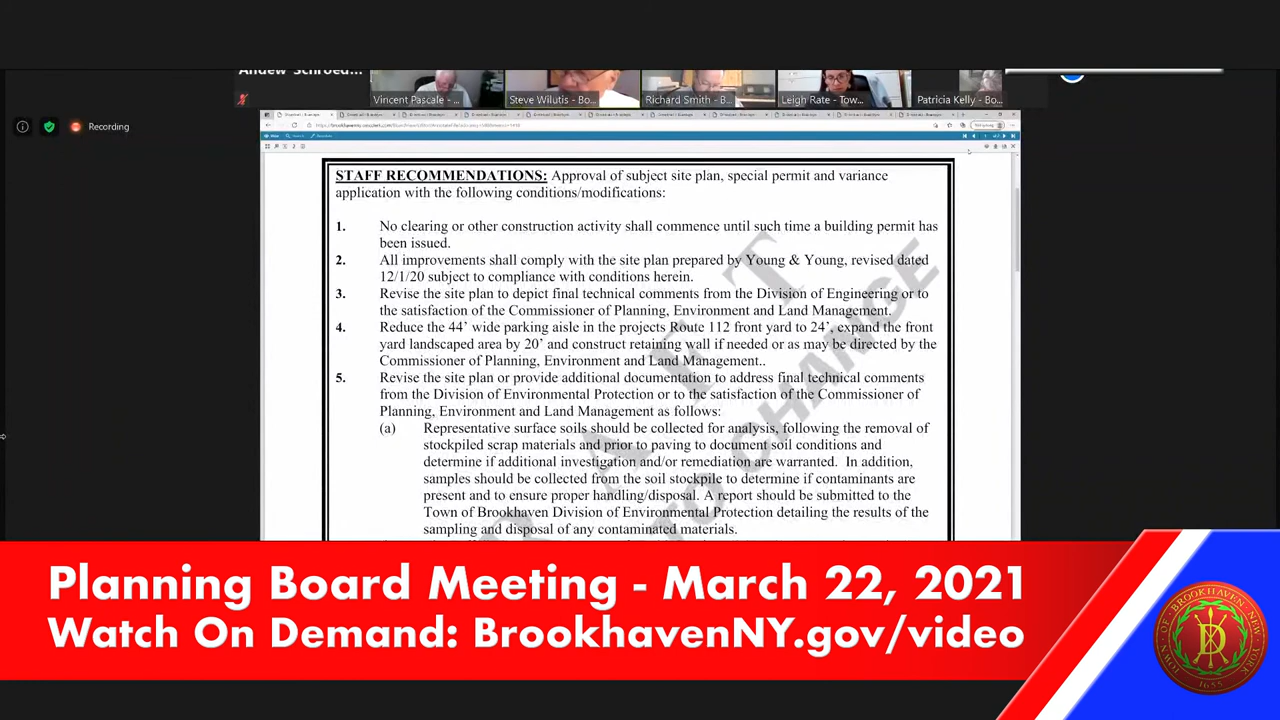 Andew Schroed...
Vincent Pascale - ...
Steve Wilutis - Bo...
Richard Smith - B...
Leigh Rate - Tow...
Patricia Kelly - Bo...
Recording
STAFF RECOMMENDATIONS: Approval of subject site plan, special permit and variance
application with the following conditions/modifications:
1. No clearing or other construction activity shall commence until such time a building permit has
been issued.
2. All improvements shall comply with the site plan prepared by Young & Young, revised dated
12/1/20 subject to compliance with conditions herein.
3. Revise the site plan to depict final technical comments from the Division of Engineering or to
the satisfaction of the Commissioner of Planning, Environment and Land Management.
4. Reduce the 44’ wide parking aisle in the projects Route 112 front yard to 24’, expand the front
yard landscaped area by 20’ and construct retaining wall if needed or as may be directed by the
Commissioner of Planning, Environment and Land Management..
5. Revise the site plan or provide additional documentation to address final technical comments
from the Division of Environmental Protection or to the satisfaction of the Commissioner of
Planning, Environment and Land Management as follows:
(a) Representative surface soils should be collected for analysis, following the removal of
stockpiled scrap materials and prior to paving to document soil conditions and
determine if additional investigation and/or remediation are warranted. In addition,
samples should be collected from the soil stockpile to determine if contaminants are
present and to ensure proper handling/disposal. A report should be submitted to the
Town of Brookhaven Division of Environmental Protection detailing the results of the
sampling and disposal of any contaminated materials.
TO CHANGE
Planning Board Meeting - March 22, 2021
Watch On Demand: BrookhavenNY.gov/video
TOWN OF BROOKHAVEN NEW YORK
1655